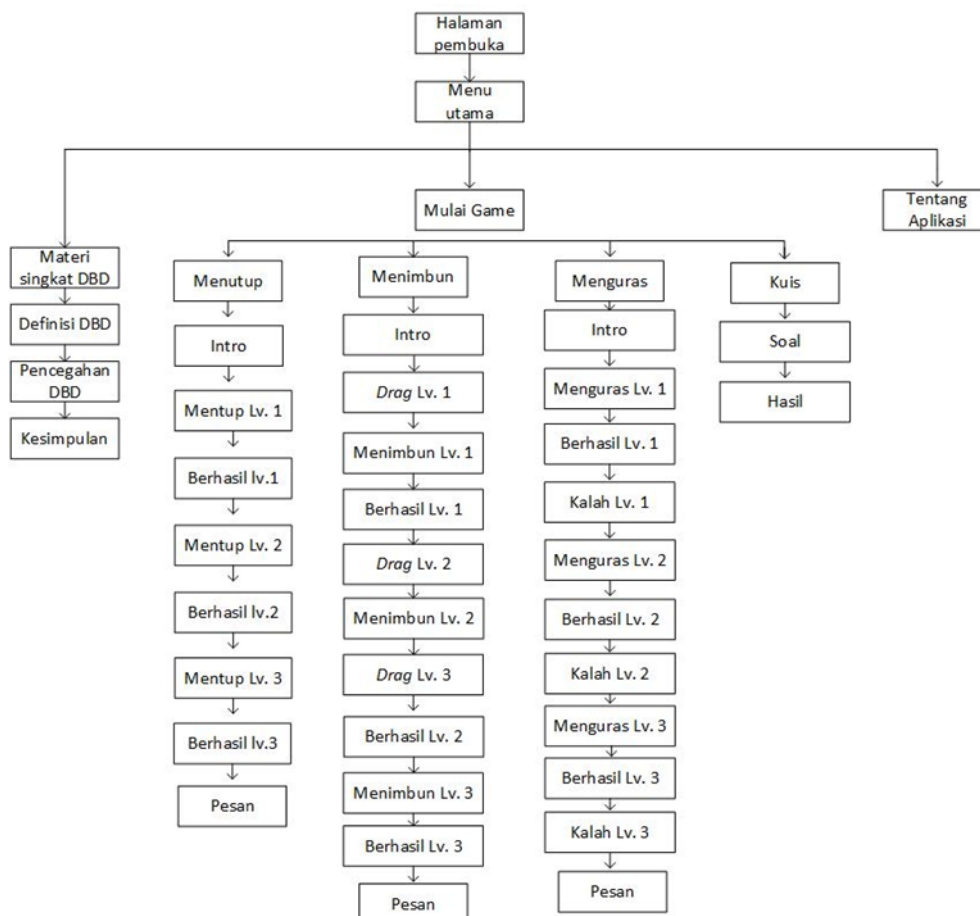 Halaman
pembuka
Menu
utama
Mulai Game
Tentang
Aplikasi
Materi
singkat DBD
Definisi DBD
Pencegahan
DBD
Kesimpulan
Menutup
Intro
Mentup Lv. 1
Berhasil lv.1
Mentup Lv. 2
Berhasil lv.2
Mentup Lv. 3
Berhasil lv.3
Pesan
Menimbun
Intro
Drag Lv. 1
Menimbun Lv. 1
Berhasil Lv. 1
Drag Lv. 2
Menimbun Lv. 2
Drag Lv. 3
Berhasil Lv. 2
Menimbun Lv. 3
Berhasil Lv. 3
Pesan
Menguras
Intro
Menguras Lv. 1
Berhasil Lv. 1
Kalah Lv. 1
Menguras Lv. 2
Berhasil Lv. 2
Kalah Lv. 2
Menguras Lv. 3
Berhasil Lv. 3
Kalah Lv. 3
Pesan
Kuis
Soal
Hasil